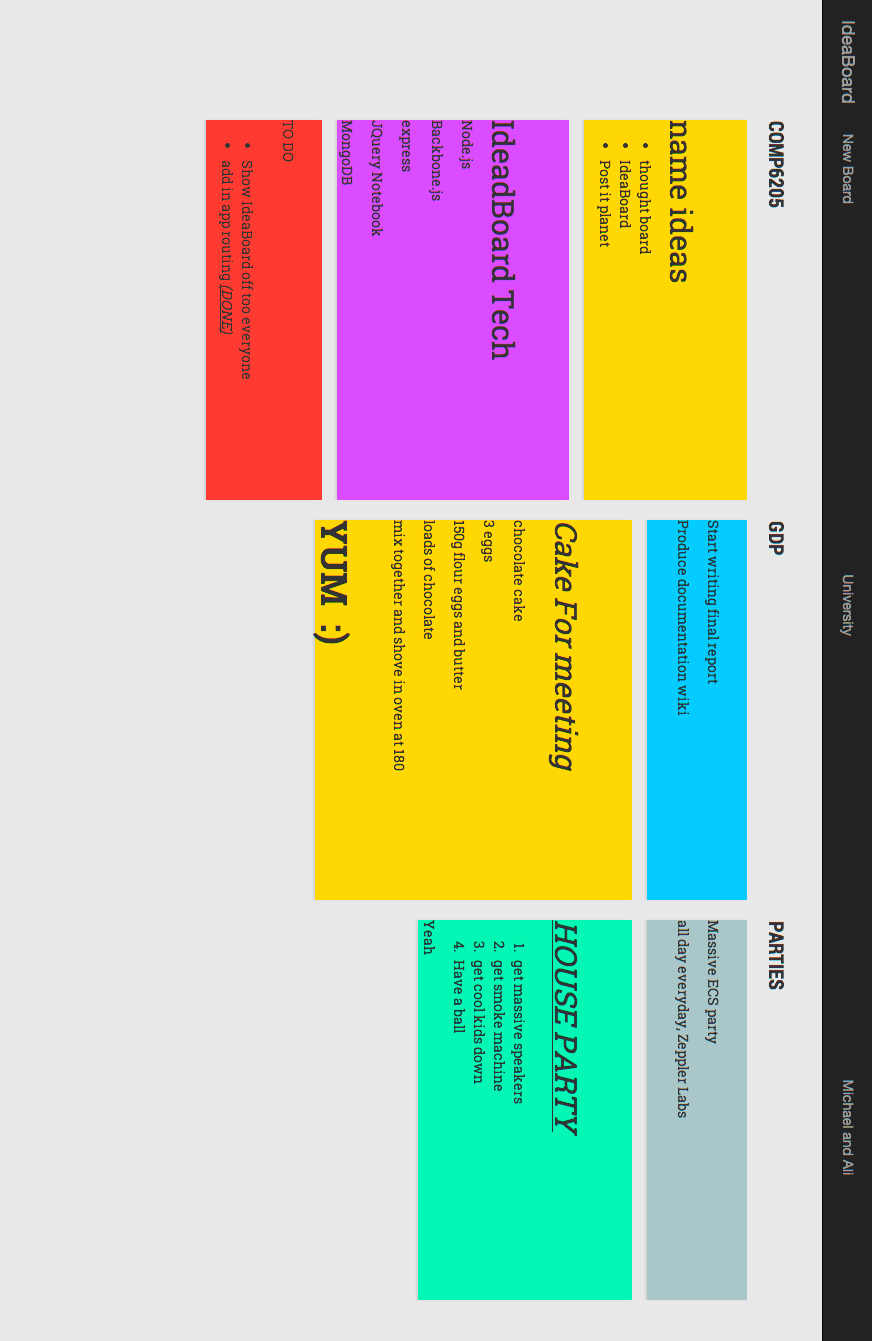 IdeaBoard
New Board
University
Michael and Ali
COMP6205
name ideas
• thought board
• IdeaBoard
• Post it planet
IdeadBoard Tech
Node.js
Backbone.js
express
JQuery Notebook
MongoDB
TO DO
• Show IdeaBoard off too everyone
• add in app routing (DONE)
GDP
Start writing final report
Produce documentation wiki
Cake For meeting
chocolate cake
3 eggs
150g flour eggs and butter
loads of chocolate
mix together and shove in oven at 180
YUM :)
PARTIES
Massive ECS party
all day everyday, Zeppler Labs
HOUSE PARTY
1. get massive speakers
2. get smoke machine
3. get cool kids down
4. Have a ball
Yeah